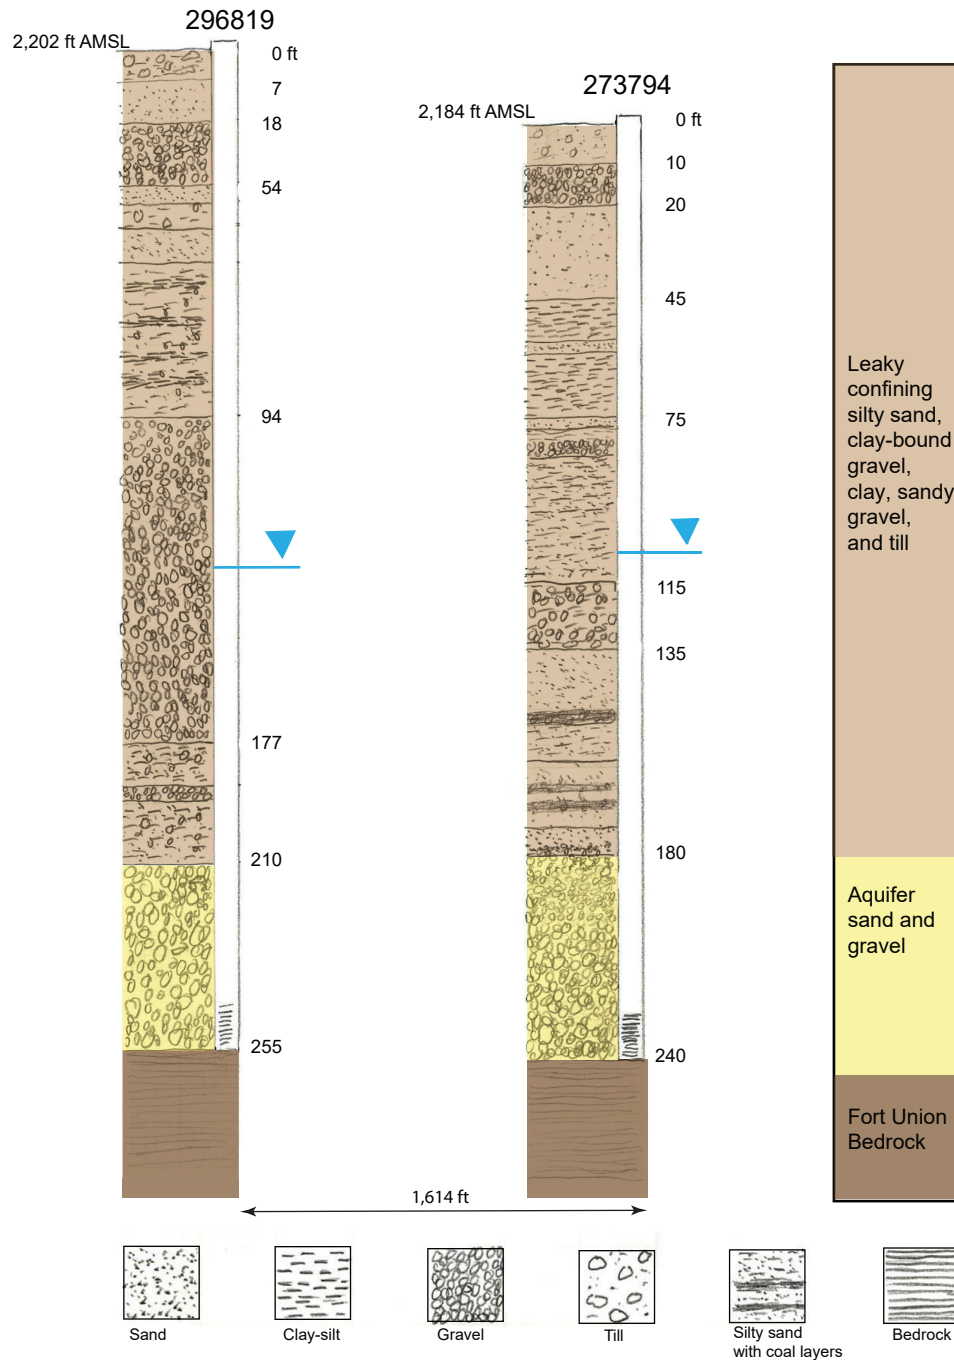 296819
2,202 ft AMSL
0 ft
7
18
54
94
177
210
255
273794
2,184 ft AMSL
0 ft
10
20
45
75
115
135
180
240
Leaky
confining
silty sand,
clay-bound
gravel,
clay, sandy
gravel,
and till
Aquifer
sand and
gravel
Fort Union
Bedrock
1,614 ft
Sand
Clay-silt
Gravel
Till
Silty sand
with coal layers
Bedrock